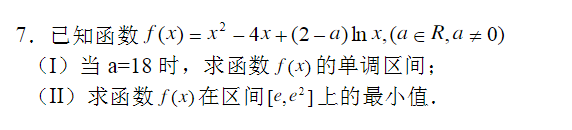 7．已知函数 f(x) = x² − 4x + (2 − a) ln x, (a ∈ R, a ≠ 0)
（I）当 a=18 时，求函数 f(x) 的单调区间；
（II）求函数 f(x) 在区间[e, e²]上的最小值．